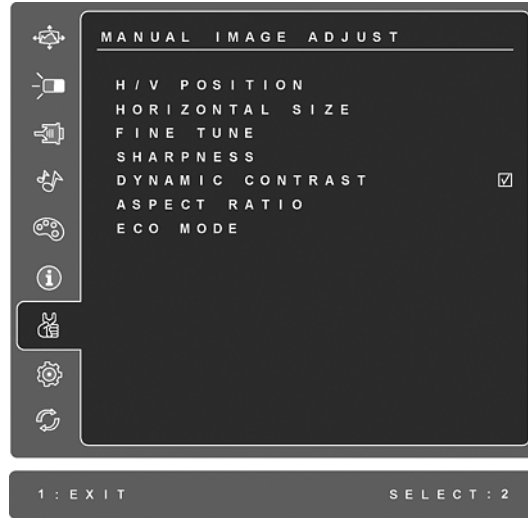 MANUAL IMAGE ADJUST
H/V POSITION
HORIZONTAL SIZE
FINE TUNE
SHARPNESS
DYNAMIC CONTRAST
ASPECT RATIO
ECO MODE
1:EXIT SELECT:2